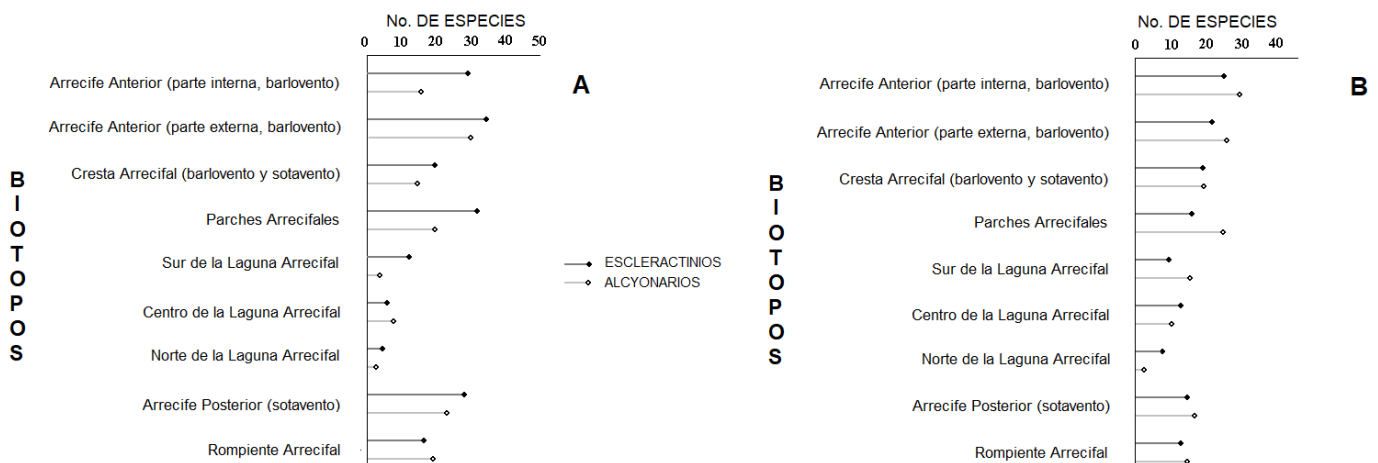 No. DE ESPECIES
0 10 20 30 40 50
A
BIOTOPOS
Arrecife Anterior (parte interna, barlovento)
Arrecife Anterior (parte externa, barlovento)
Cresta Arrecifal (barlovento y sotavento)
Parches Arrecifales
Sur de la Laguna Arrecifal
Centro de la Laguna Arrecifal
Norte de la Laguna Arrecifal
Arrecife Posterior (sotavento)
Rompiente Arrecifal
ESCLERACTINIOS
ALCYONARIOS
No. DE ESPECIES
0 10 20 30 40
B
BIOTOPOS
Arrecife Anterior (parte interna, barlovento)
Arrecife Anterior (parte externa, barlovento)
Cresta Arrecifal (barlovento y sotavento)
Parches Arrecifales
Sur de la Laguna Arrecifal
Centro de la Laguna Arrecifal
Norte de la Laguna Arrecifal
Arrecife Posterior (sotavento)
Rompiente Arrecifal